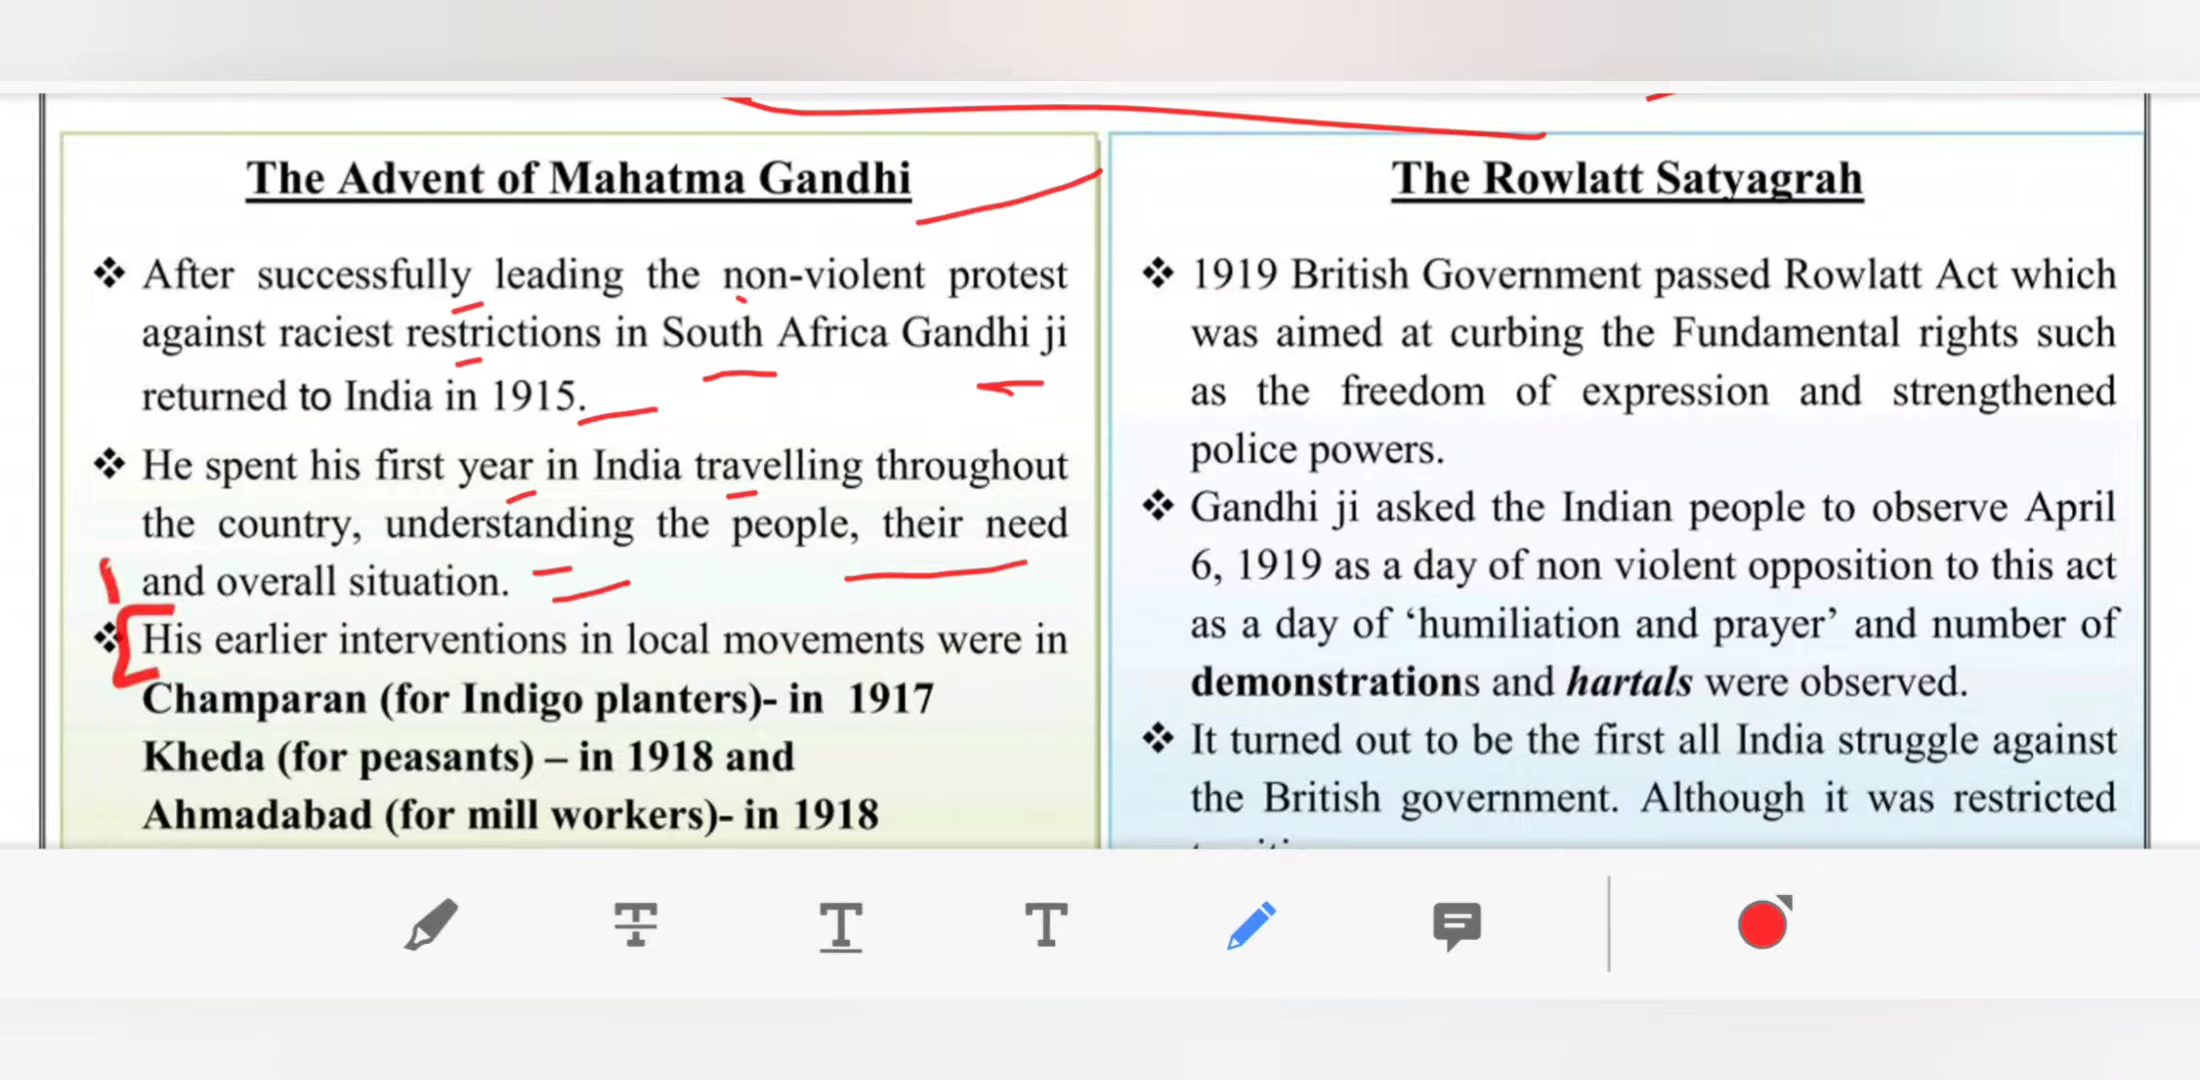 The Advent of Mahatma Gandhi
❖ After successfully leading the non-violent protest
against raciest restrictions in South Africa Gandhi ji
returned to India in 1915.
❖ He spent his first year in India travelling throughout
the country, understanding the people, their need
and overall situation.
❖ His earlier interventions in local movements were in
Champaran (for Indigo planters)- in 1917
Kheda (for peasants) – in 1918 and
Ahmadabad (for mill workers)- in 1918
The Rowlatt Satyagrah
❖ 1919 British Government passed Rowlatt Act which
was aimed at curbing the Fundamental rights such
as the freedom of expression and strengthened
police powers.
❖ Gandhi ji asked the Indian people to observe April
6, 1919 as a day of non violent opposition to this act
as a day of ‘humiliation and prayer’ and number of
demonstrations and hartals were observed.
❖ It turned out to be the first all India struggle against
the British government. Although it was restricted